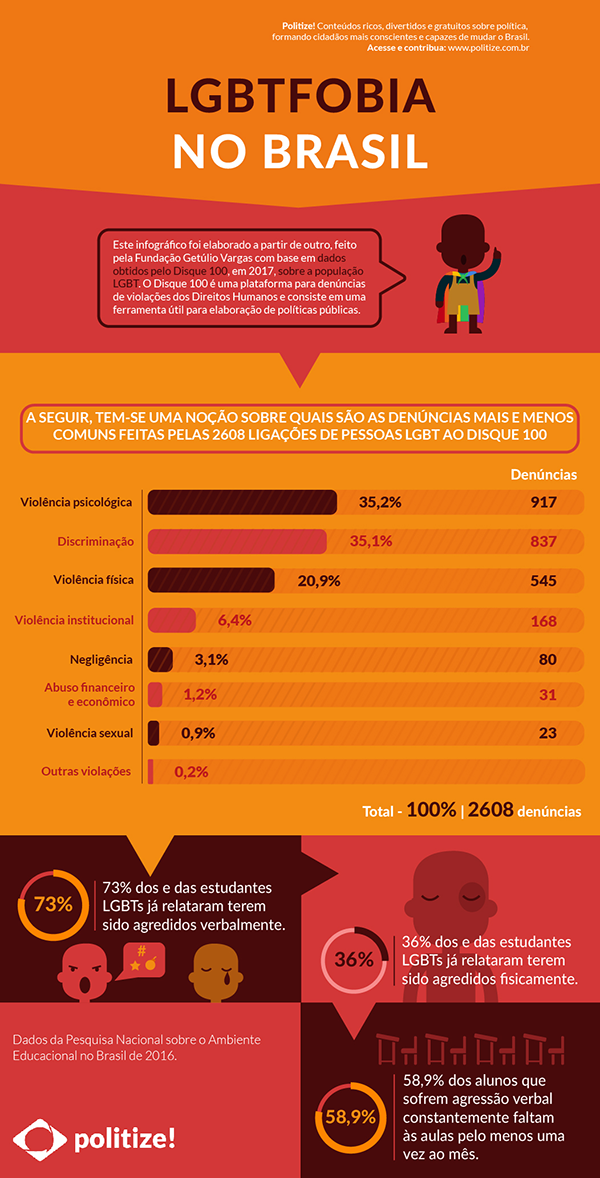 Politize! Conteúdos ricos, divertidos e gratuitos sobre política,
formando cidadãos mais conscientes e capazes de mudar o Brasil.
Acesse e contribua: www.politize.com.br
LGBTFOBIA
NO BRASIL
Este infográfico foi elaborado a partir de outro, feito
pela Fundação Getúlio Vargas com base em dados
obtidos pelo Disque 100, em 2017, sobre a população
LGBT. O Disque 100 é uma plataforma para denúncias
de violações dos Direitos Humanos e consiste em uma
ferramenta útil para elaboração de políticas públicas.
A SEGUIR, TEM-SE UMA NOÇÃO SOBRE QUAIS SÃO AS DENÚNCIAS MAIS E MENOS
COMUNS FEITAS PELAS 2608 LIGAÇÕES DE PESSOAS LGBT AO DISQUE 100
Denúncias
Violência psicológica 35,2% 917
Discriminação 35,1% 837
Violência física 20,9% 545
Violência institucional 6,4% 168
Negligência 3,1% 80
Abuso financeiro
e econômico 1,2% 31
Violência sexual 0,9% 23
Outras violações 0,2%
Total - 100% | 2608 denúncias
73%
73% dos e das estudantes
LGBTs já relataram terem
sido agredidos verbalmente.
#
36%
36% dos e das estudantes
LGBTs já relataram terem
sido agredidos fisicamente.
Dados da Pesquisa Nacional sobre o Ambiente
Educacional no Brasil de 2016.
politize!
58,9%
58,9% dos alunos que
sofrem agressão verbal
constantemente faltam
às aulas pelo menos uma
vez ao mês.